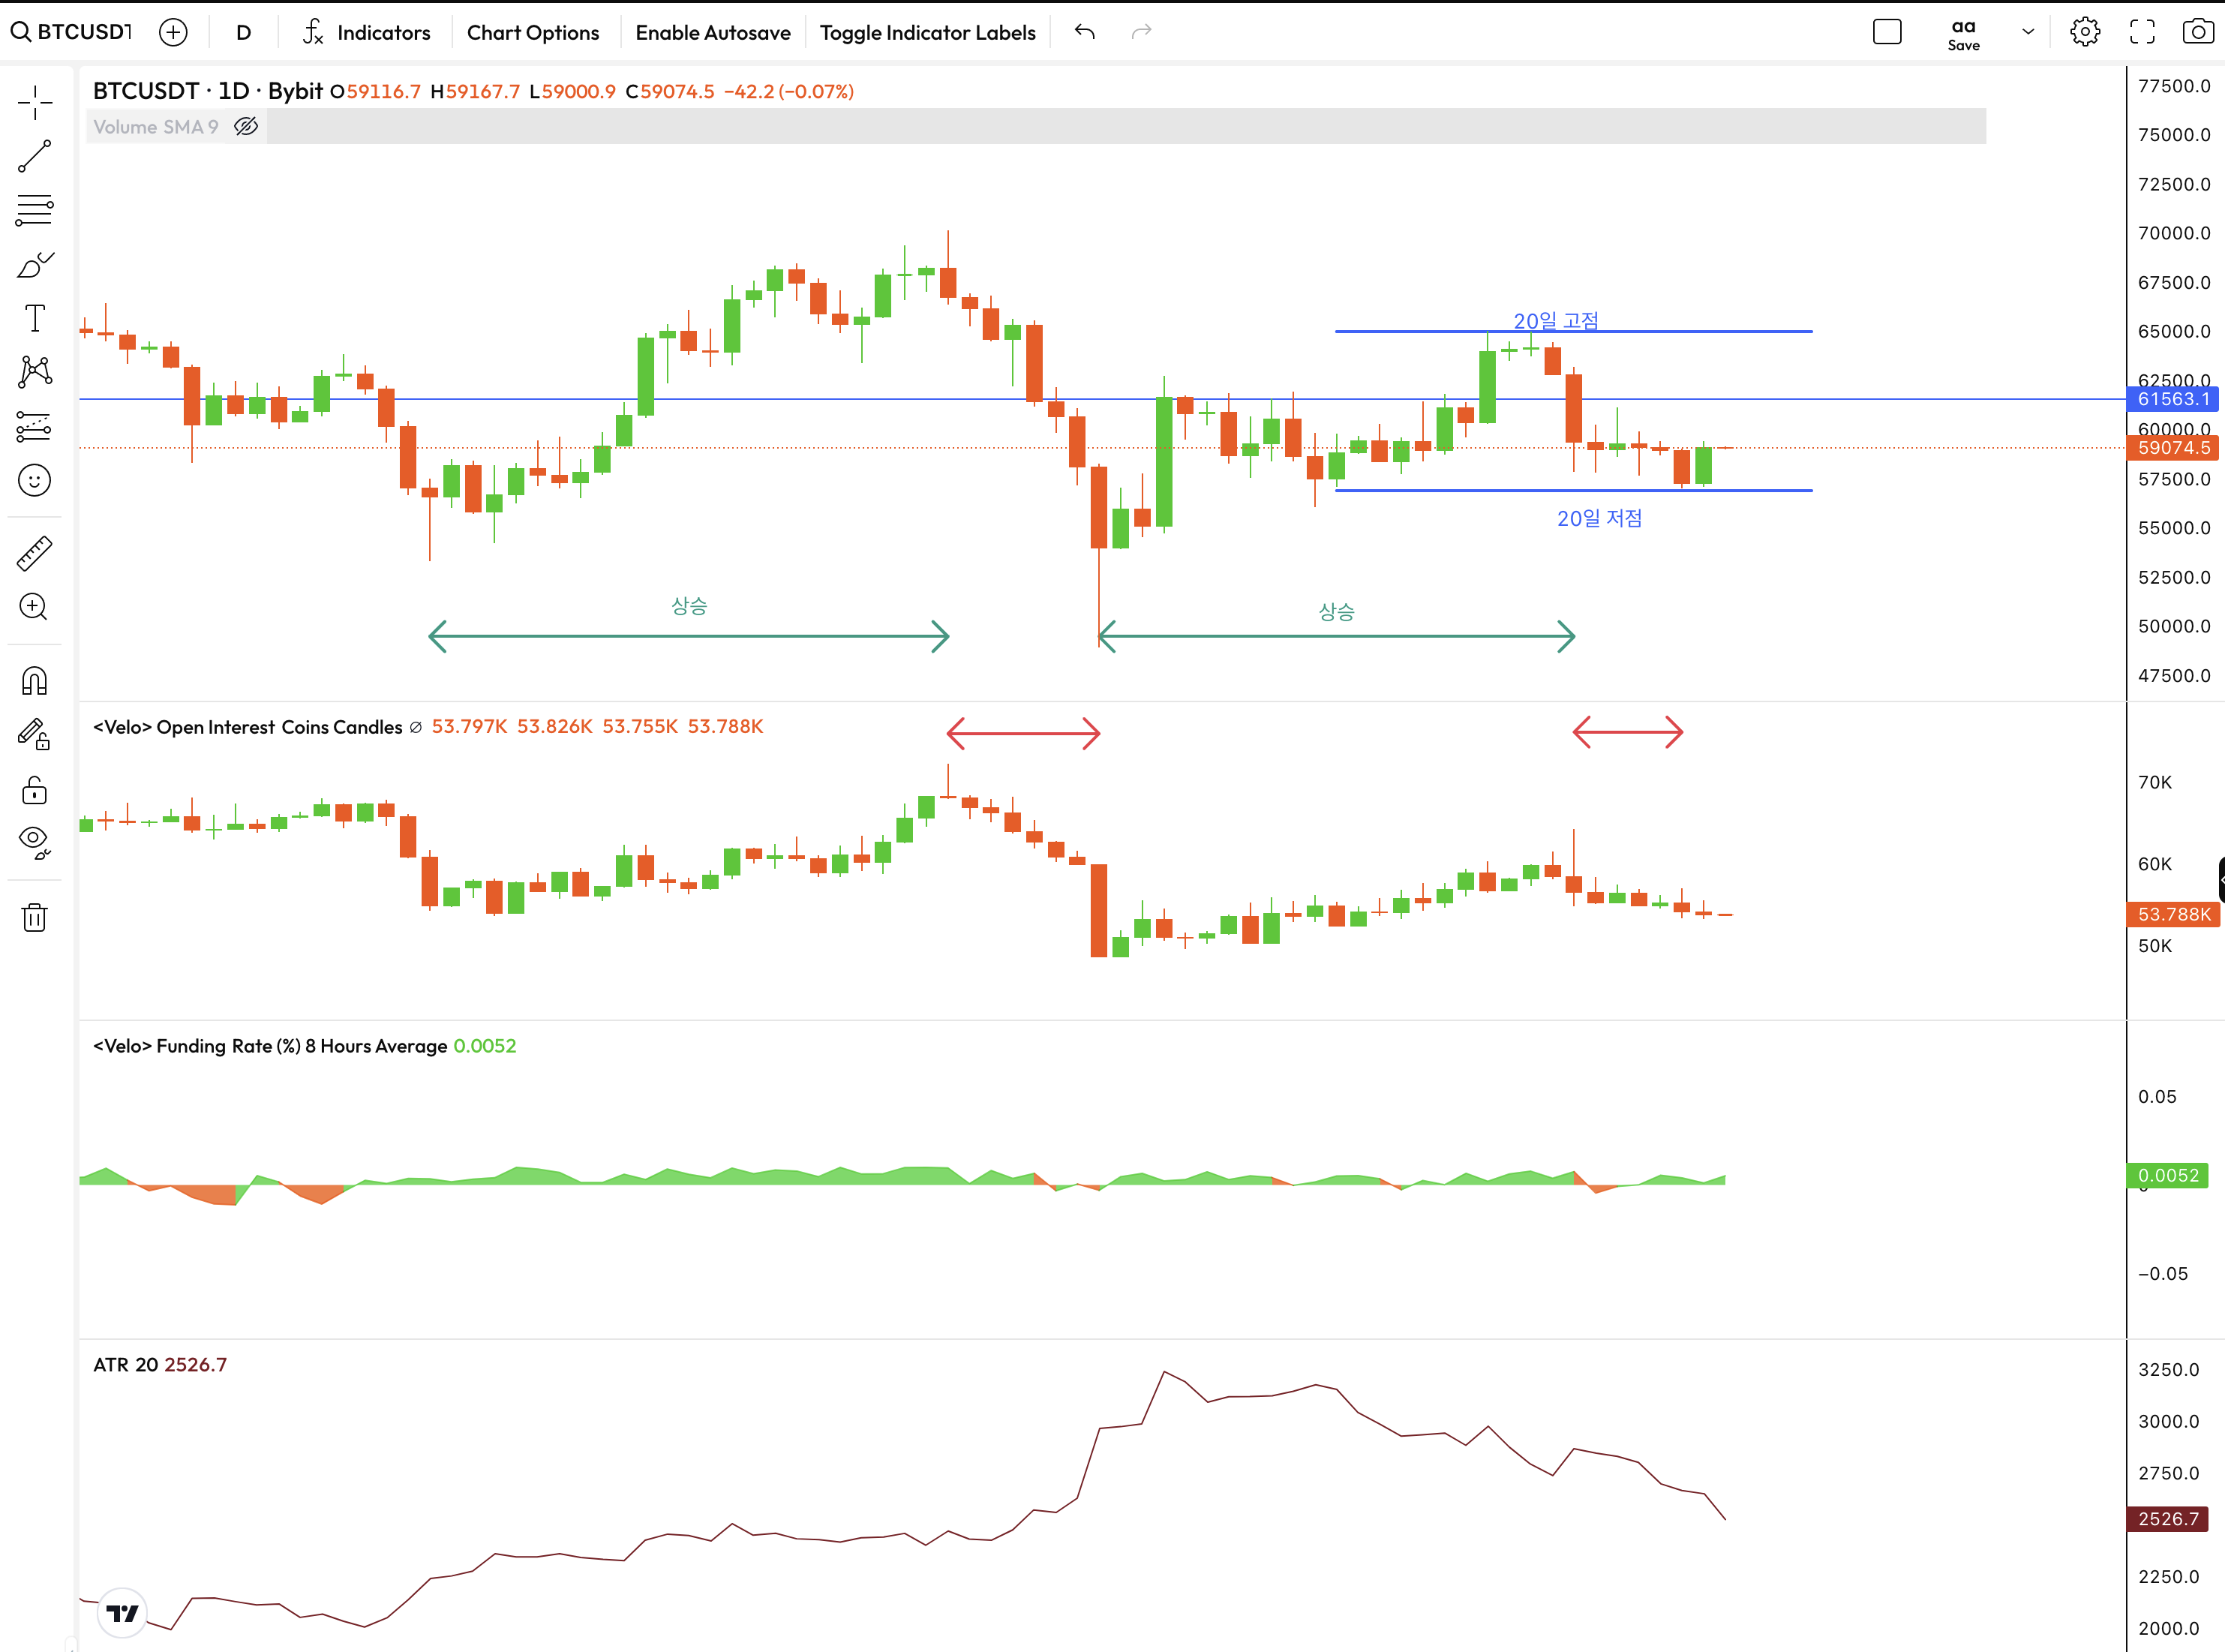 BTCUSDT D Indicators Chart Options Enable Autosave Toggle Indicator Labels aa
Save
BTCUSDT · 1D · Bybit O59116.7 H59167.7 L59000.9 C59074.5 −42.2 (−0.07%)
Volume SMA 9
77500.0
75000.0
72500.0
70000.0
67500.0
20일 고점
65000.0
62500.0
61563.1
60000.0
59074.5
57500.0
20일 저점
55000.0
52500.0
상승
상승
50000.0
47500.0
<Velo> Open Interest Coins Candles ∅ 53.797K 53.826K 53.755K 53.788K
70K
60K
53.788K
50K
<Velo> Funding Rate (%) 8 Hours Average 0.0052
0.05
0.0052
−0.05
ATR 20 2526.7
3250.0
3000.0
2750.0
2526.7
2250.0
2000.0